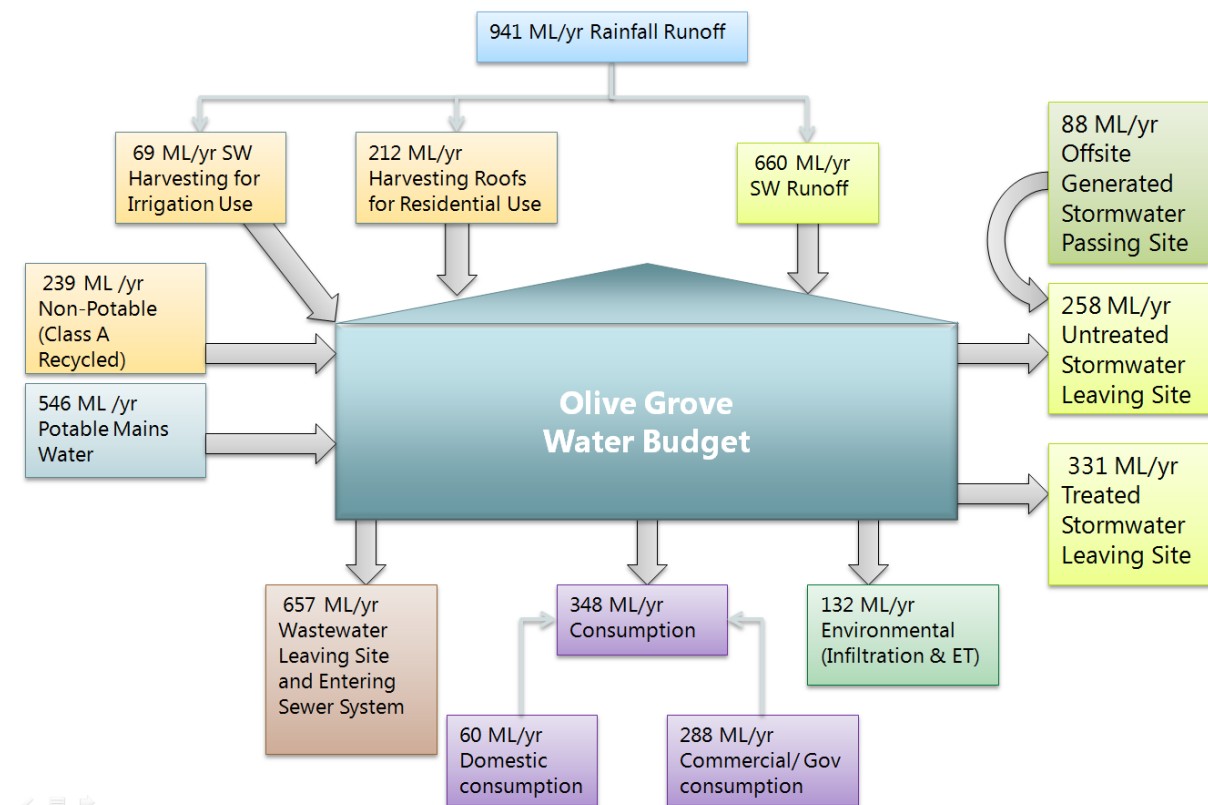 941 ML/yr Rainfall Runoff
69 ML/yr SW
Harvesting for
Irrigation Use
212 ML/yr
Harvesting Roofs
for Residential Use
660 ML/yr
SW Runoff
88 ML/yr
Offsite
Generated
Stormwater
Passing Site
239 ML /yr
Non-Potable
(Class A
Recycled)
546 ML /yr
Potable Mains
Water
Olive Grove
Water Budget
258 ML/yr
Untreated
Stormwater
Leaving Site
331 ML/yr
Treated
Stormwater
Leaving Site
657 ML/yr
Wastewater
Leaving Site
and Entering
Sewer System
348 ML/yr
Consumption
132 ML/yr
Environmental
(Infiltration & ET)
60 ML/yr
Domestic
consumption
288 ML/yr
Commercial/ Gov
consumption